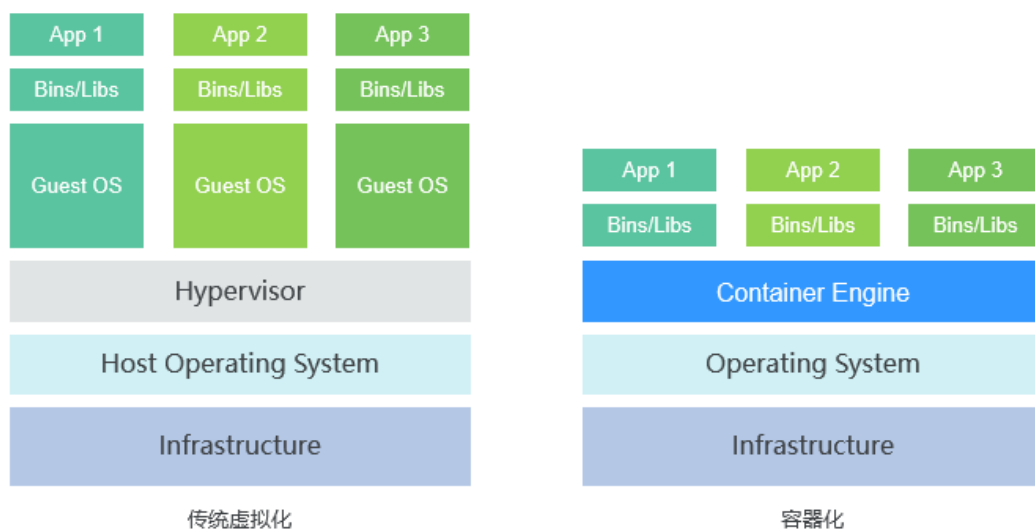 App 1
App 2
App 3
Bins/Libs
Bins/Libs
Bins/Libs
Guest OS
Guest OS
Guest OS
Hypervisor
Host Operating System
Infrastructure
传统虚拟化
App 1
App 2
App 3
Bins/Libs
Bins/Libs
Bins/Libs
Container Engine
Operating System
Infrastructure
容器化